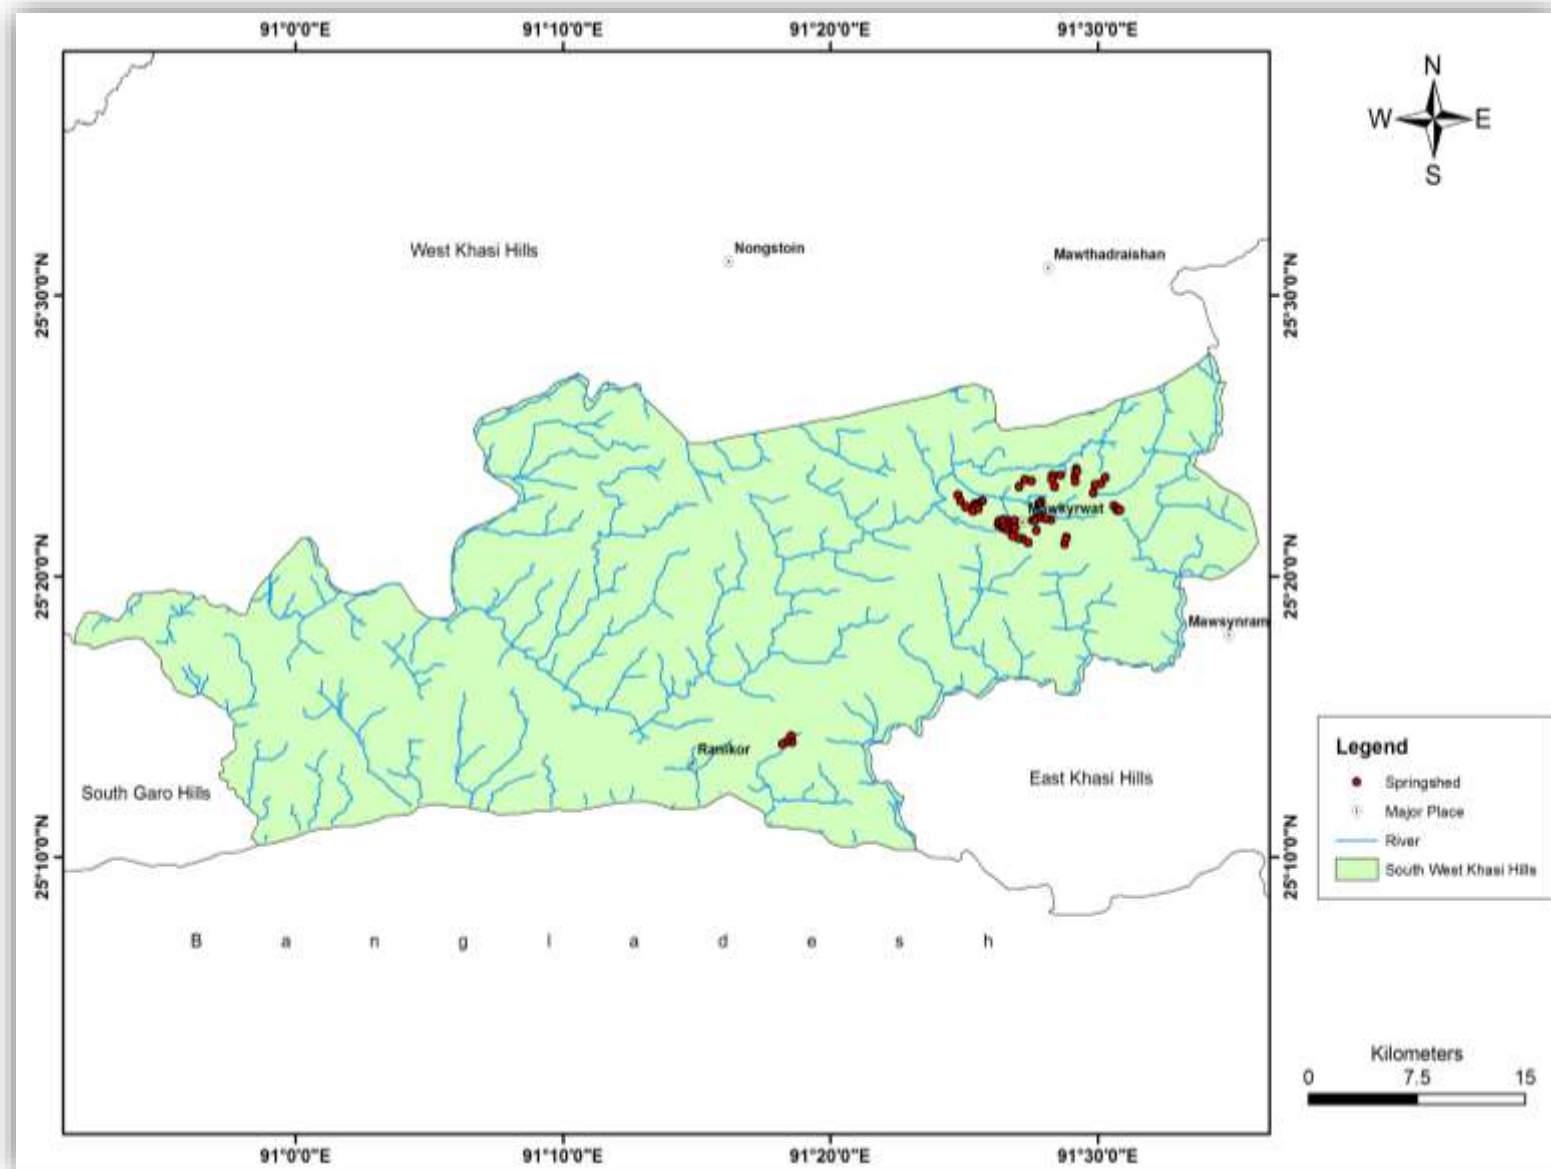 91°0'0"E 91°10'0"E 91°20'0"E 91°30'0"E
N
W E
S
West Khasi Hills
Nongstoin
Mawthadraishan
25°30'0"N 25°30'0"N
Mawkyrwat
25°20'0"N 25°20'0"N
Mawsynram
Ranikor
South Garo Hills
East Khasi Hills
25°10'0"N 25°10'0"N
Legend
Springshed
Major Place
River
South West Khasi Hills
B a n g l a d e s h
Kilometers
0 7.5 15
91°0'0"E 91°10'0"E 91°20'0"E 91°30'0"E